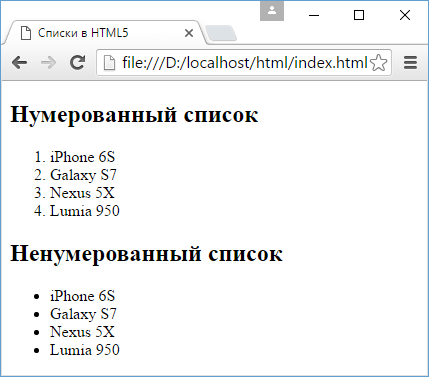 Списки в HTML5
file:///D:/localhost/html/index.html
Нумерованный список
1. iPhone 6S
2. Galaxy S7
3. Nexus 5X
4. Lumia 950
Ненумерованный список
• iPhone 6S
• Galaxy S7
• Nexus 5X
• Lumia 950